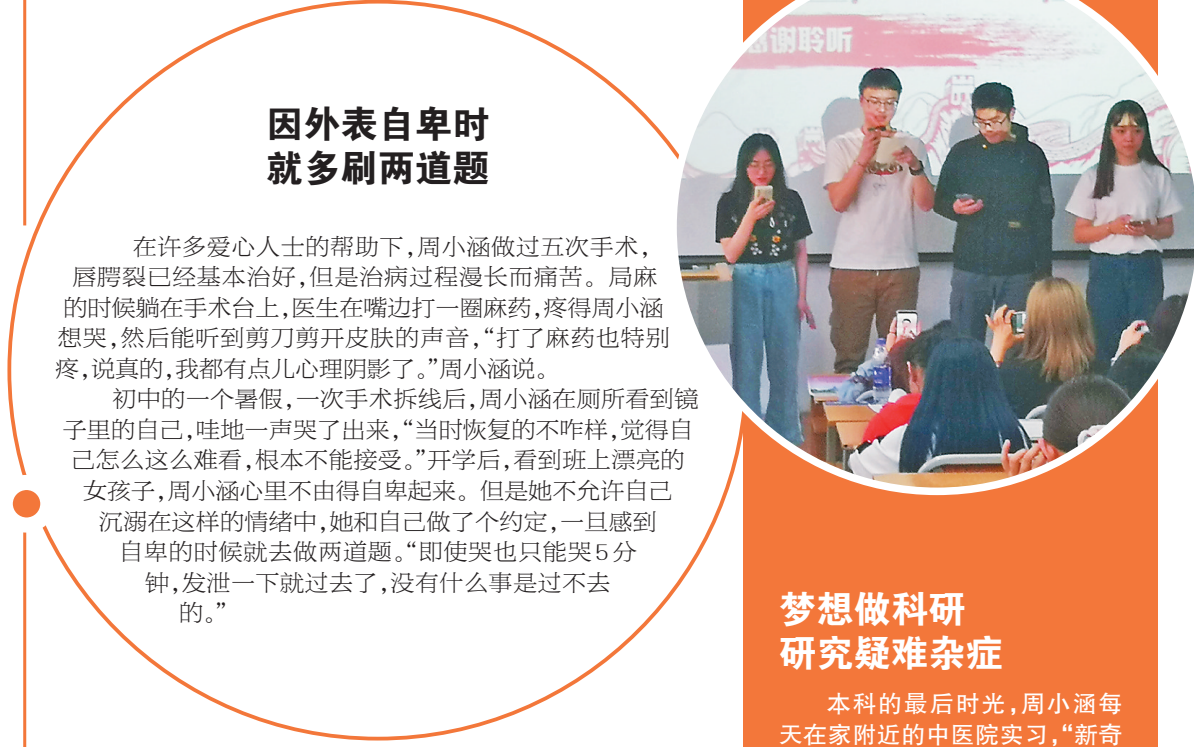 因外表自卑时
就多刷两道题
在许多爱心人士的帮助下,周小涵做过五次手术,
唇腭裂已经基本治好,但是治病过程漫长而痛苦。局麻
的时候躺在手术台上,医生在嘴边打一圈麻药,疼得周小涵
想哭,然后能听到剪刀剪开皮肤的声音,“打了麻药也特别
疼,说真的,我都有点儿心理阴影了。”周小涵说。
初中的一个暑假,一次手术拆线后,周小涵在厕所看到镜
子里的自己,哇地一声哭了出来,“当时恢复的不咋样,觉得自
己怎么这么难看,根本不能接受。”开学后,看到班上漂亮的
女孩子,周小涵心里不由得自卑起来。但是她不允许自己
沉溺在这样的情绪中,她和自己做了个约定,一旦感到
自卑的时候就去做两道题。“即使哭也只能哭5分
钟,发泄一下就过去了,没有什么事是过不去
的。”
感谢聆听
梦想做科研
研究疑难杂症
本科的最后时光,周小涵每
天在家附近的中医院实习,“新奇